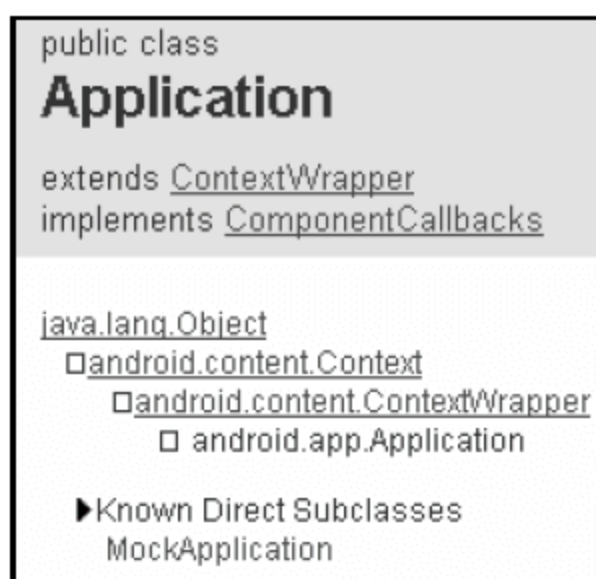 public class
Application
extends ContextWrapper
implements ComponentCallbacks
java.lang.Object
android.content.Context
android.content.ContextWrapper
android.app.Application
Known Direct Subclasses
MockApplication